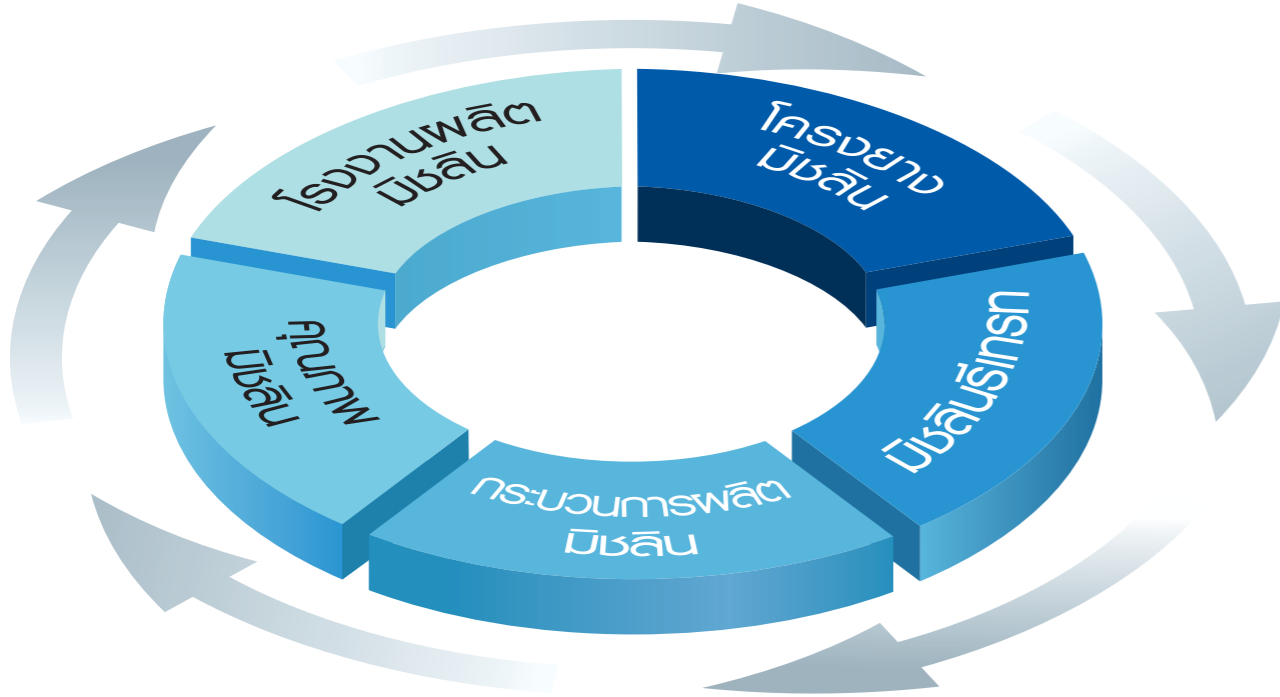 โครงยาง
มิชลิน
มิชลินรีเทรท
กระบวนการผลิต
มิชลิน
คุณภาพ
มิชลิน
โรงงานผลิต
มิชลิน